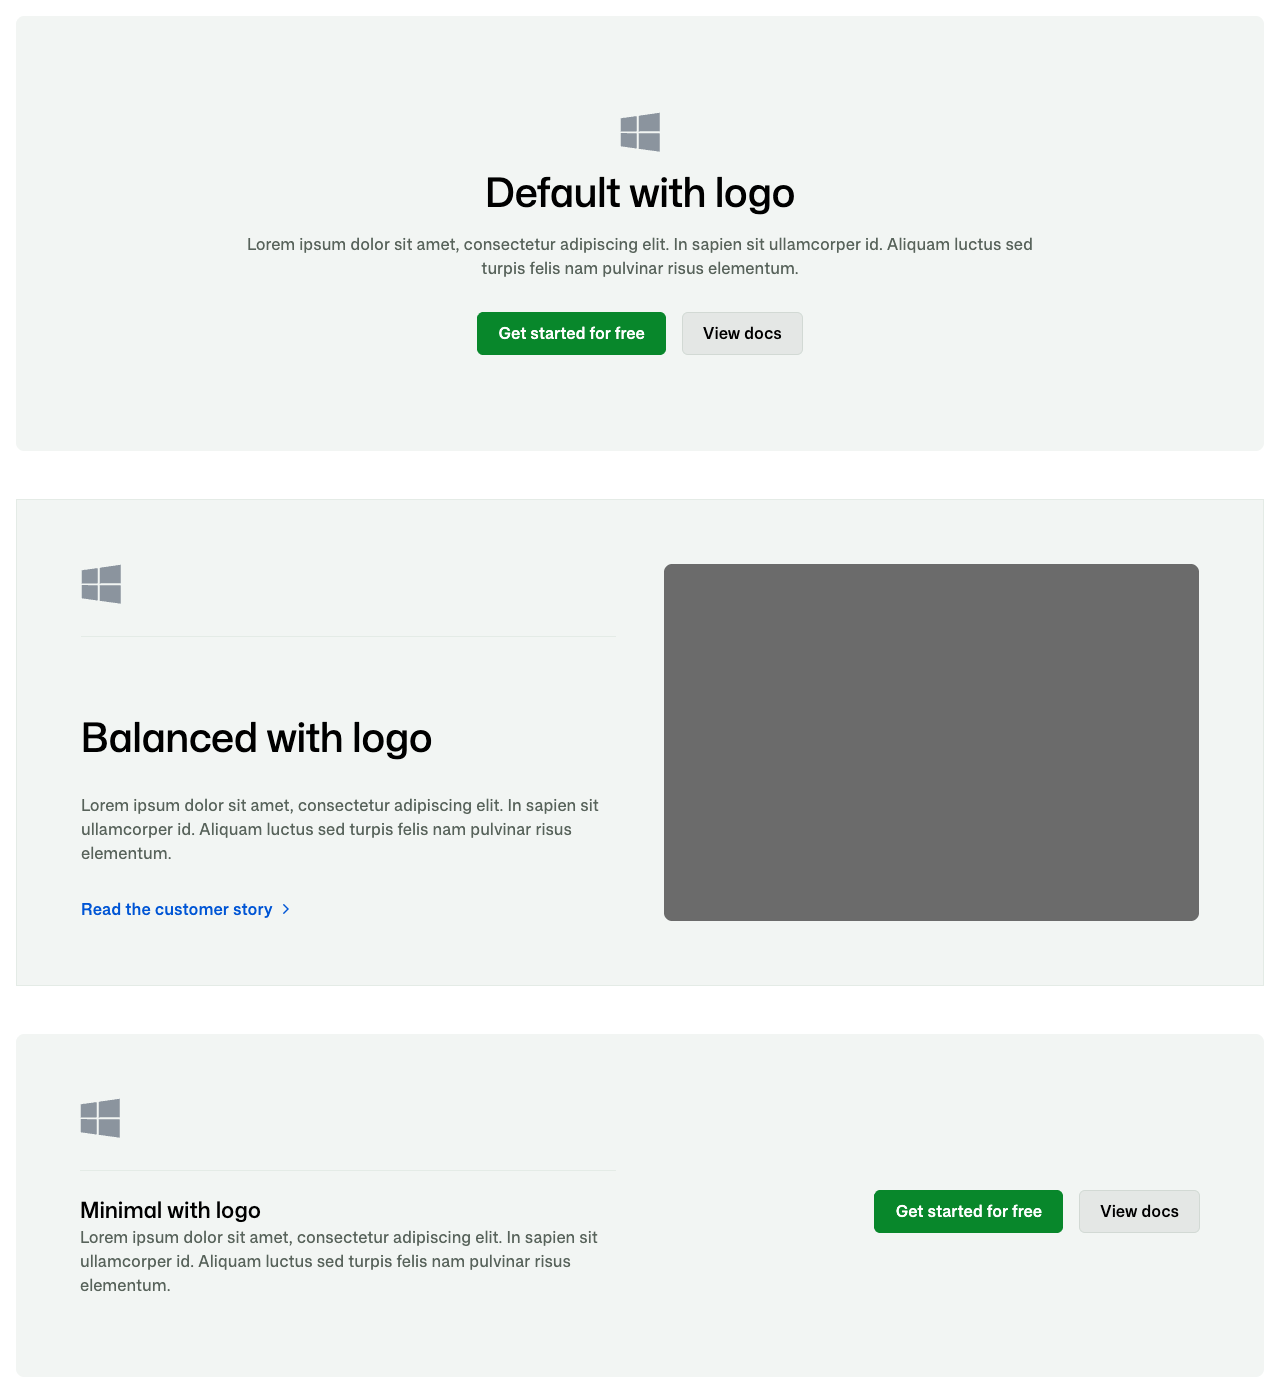 Default with logo
Lorem ipsum dolor sit amet, consectetur adipiscing elit. In sapien sit ullamcorper id. Aliquam luctus sed
turpis felis nam pulvinar risus elementum.
Get started for free
View docs
Balanced with logo
Lorem ipsum dolor sit amet, consectetur adipiscing elit. In sapien sit
ullamcorper id. Aliquam luctus sed turpis felis nam pulvinar risus
elementum.
Read the customer story
Minimal with logo
Lorem ipsum dolor sit amet, consectetur adipiscing elit. In sapien sit
ullamcorper id. Aliquam luctus sed turpis felis nam pulvinar risus
elementum.
Get started for free
View docs